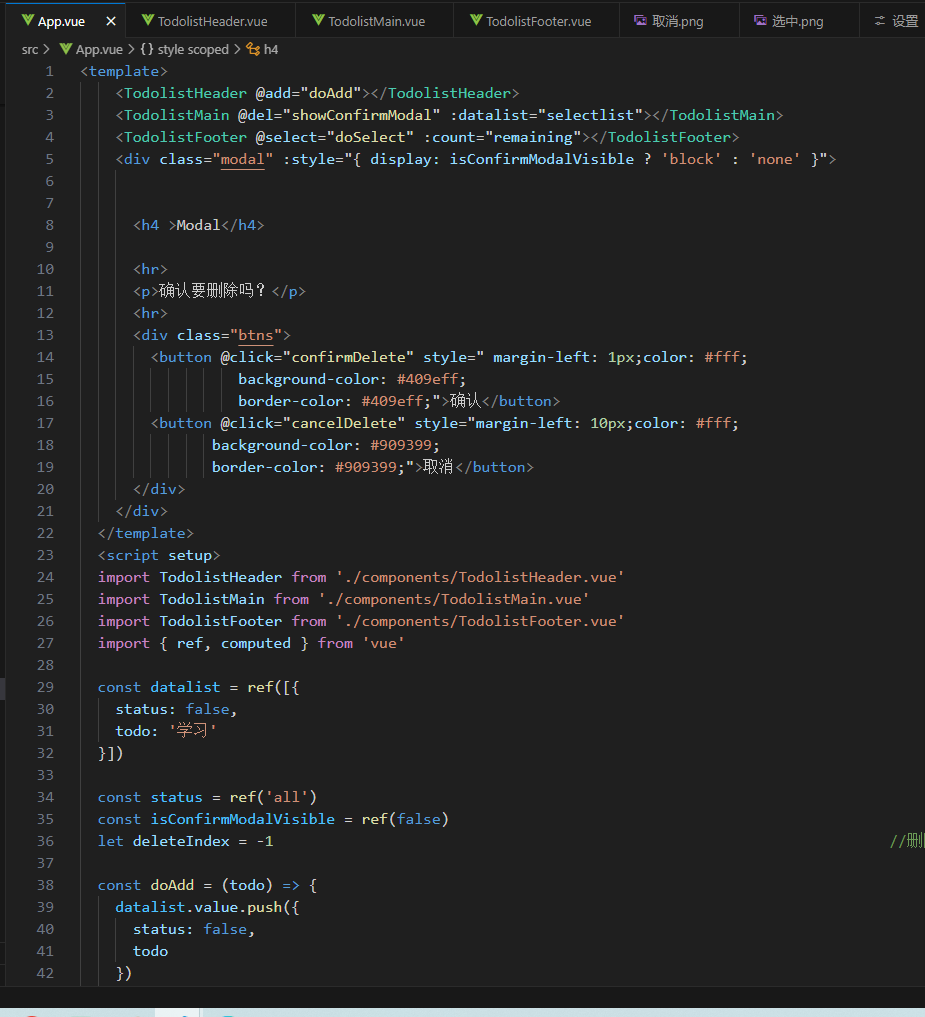 App.vue TodolistHeader.vue TodolistMain.vue TodolistFooter.vue 取消.png 选中.png 设置
src > App.vue > {} style scoped > h4
1 <template>
2 <TodolistHeader @add="doAdd"></TodolistHeader>
3 <TodolistMain @del="showConfirmModal" :datalist="selectlist"></TodolistMain>
4 <TodolistFooter @select="doSelect" :count="remaining"></TodolistFooter>
5 <div class="modal" :style="{ display: isConfirmModalVisible ? 'block' : 'none' }">
6
7
8 <h4 >Modal</h4>
9
10 <hr>
11 <p>确认要删除吗？</p>
12 <hr>
13 <div class="btns">
14 <button @click="confirmDelete" style=" margin-left: 1px;color: #fff;
15 background-color: #409eff;
16 border-color: #409eff;">确认</button>
17 <button @click="cancelDelete" style="margin-left: 10px;color: #fff;
18 background-color: #909399;
19 border-color: #909399;">取消</button>
20 </div>
21 </div>
22 </template>
23 <script setup>
24 import TodolistHeader from './components/TodolistHeader.vue'
25 import TodolistMain from './components/TodolistMain.vue'
26 import TodolistFooter from './components/TodolistFooter.vue'
27 import { ref, computed } from 'vue'
28
29 const datalist = ref([{
30 status: false,
31 todo: '学习'
32 }])
33
34 const status = ref('all')
35 const isConfirmModalVisible = ref(false)
36 let deleteIndex = -1 //删
37
38 const doAdd = (todo) => {
39 datalist.value.push({
40 status: false,
41 todo
42 })